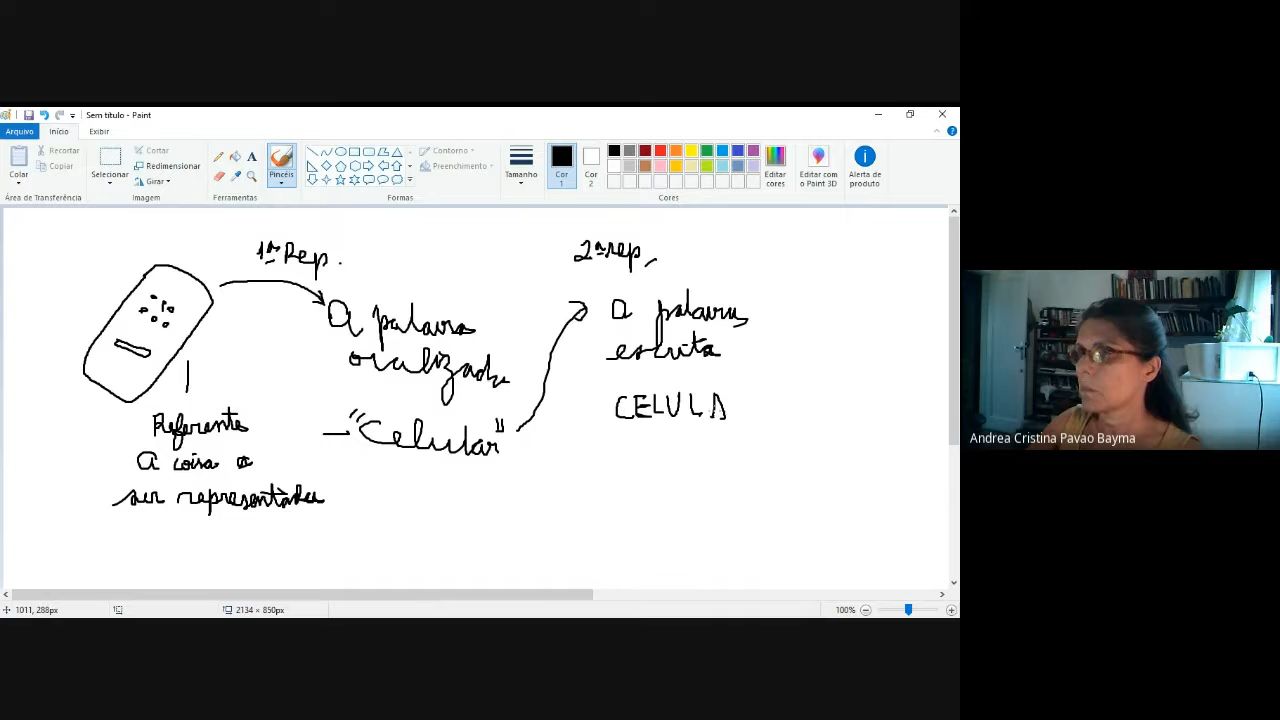 Sem título - Paint
Arquivo
Início
Exibir
Colar
Recortar
Copiar
Área de Transferência
Selecionar
Cortar
Redimensionar
Girar
Imagem
A
Ferramentas
Pincéis
Contorno
Preenchimento
Formas
Tamanho
Cor 1
Cor 2
Editar cores
Cores
Editar com o Paint 3D
Alerta de produto
1ª Rep.
2ª rep,
A palavra
oralizada
A palavra
escrita
CELULA
- "Celular"
Referente
A coisa a
ser representada
Andrea Cristina Pavao Bayma
1011, 288px
2134 × 850px
100%